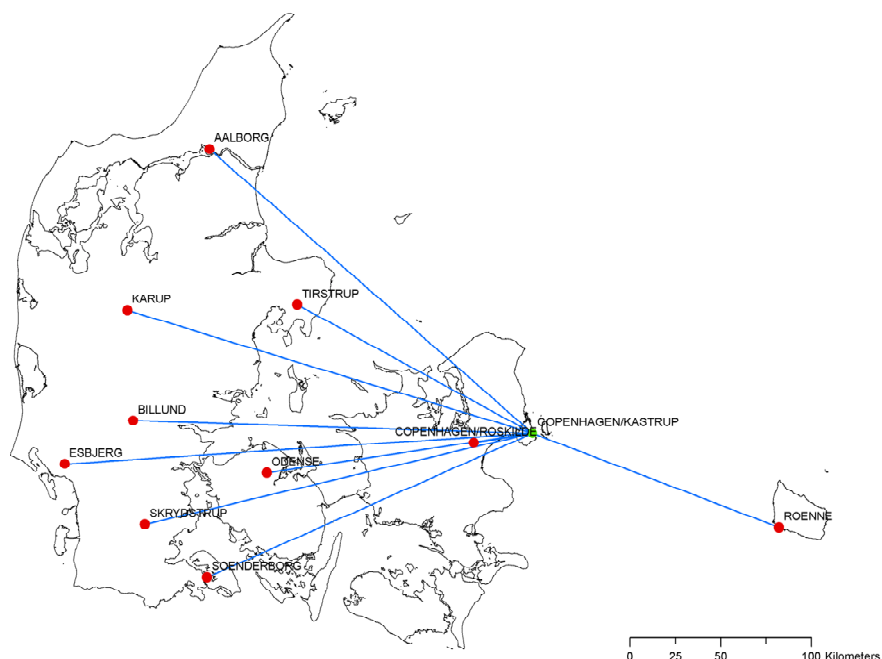 AALBORG
TIRSTRUP
KARUP
BILLUND
COPENHAGEN/KASTRUP
COPENHAGEN/ROSKILDE
ESBJERG
ODENSE
SKRYDSTRUP
ROENNE
SOENDERBORG
0 25 50 100 Kilometers